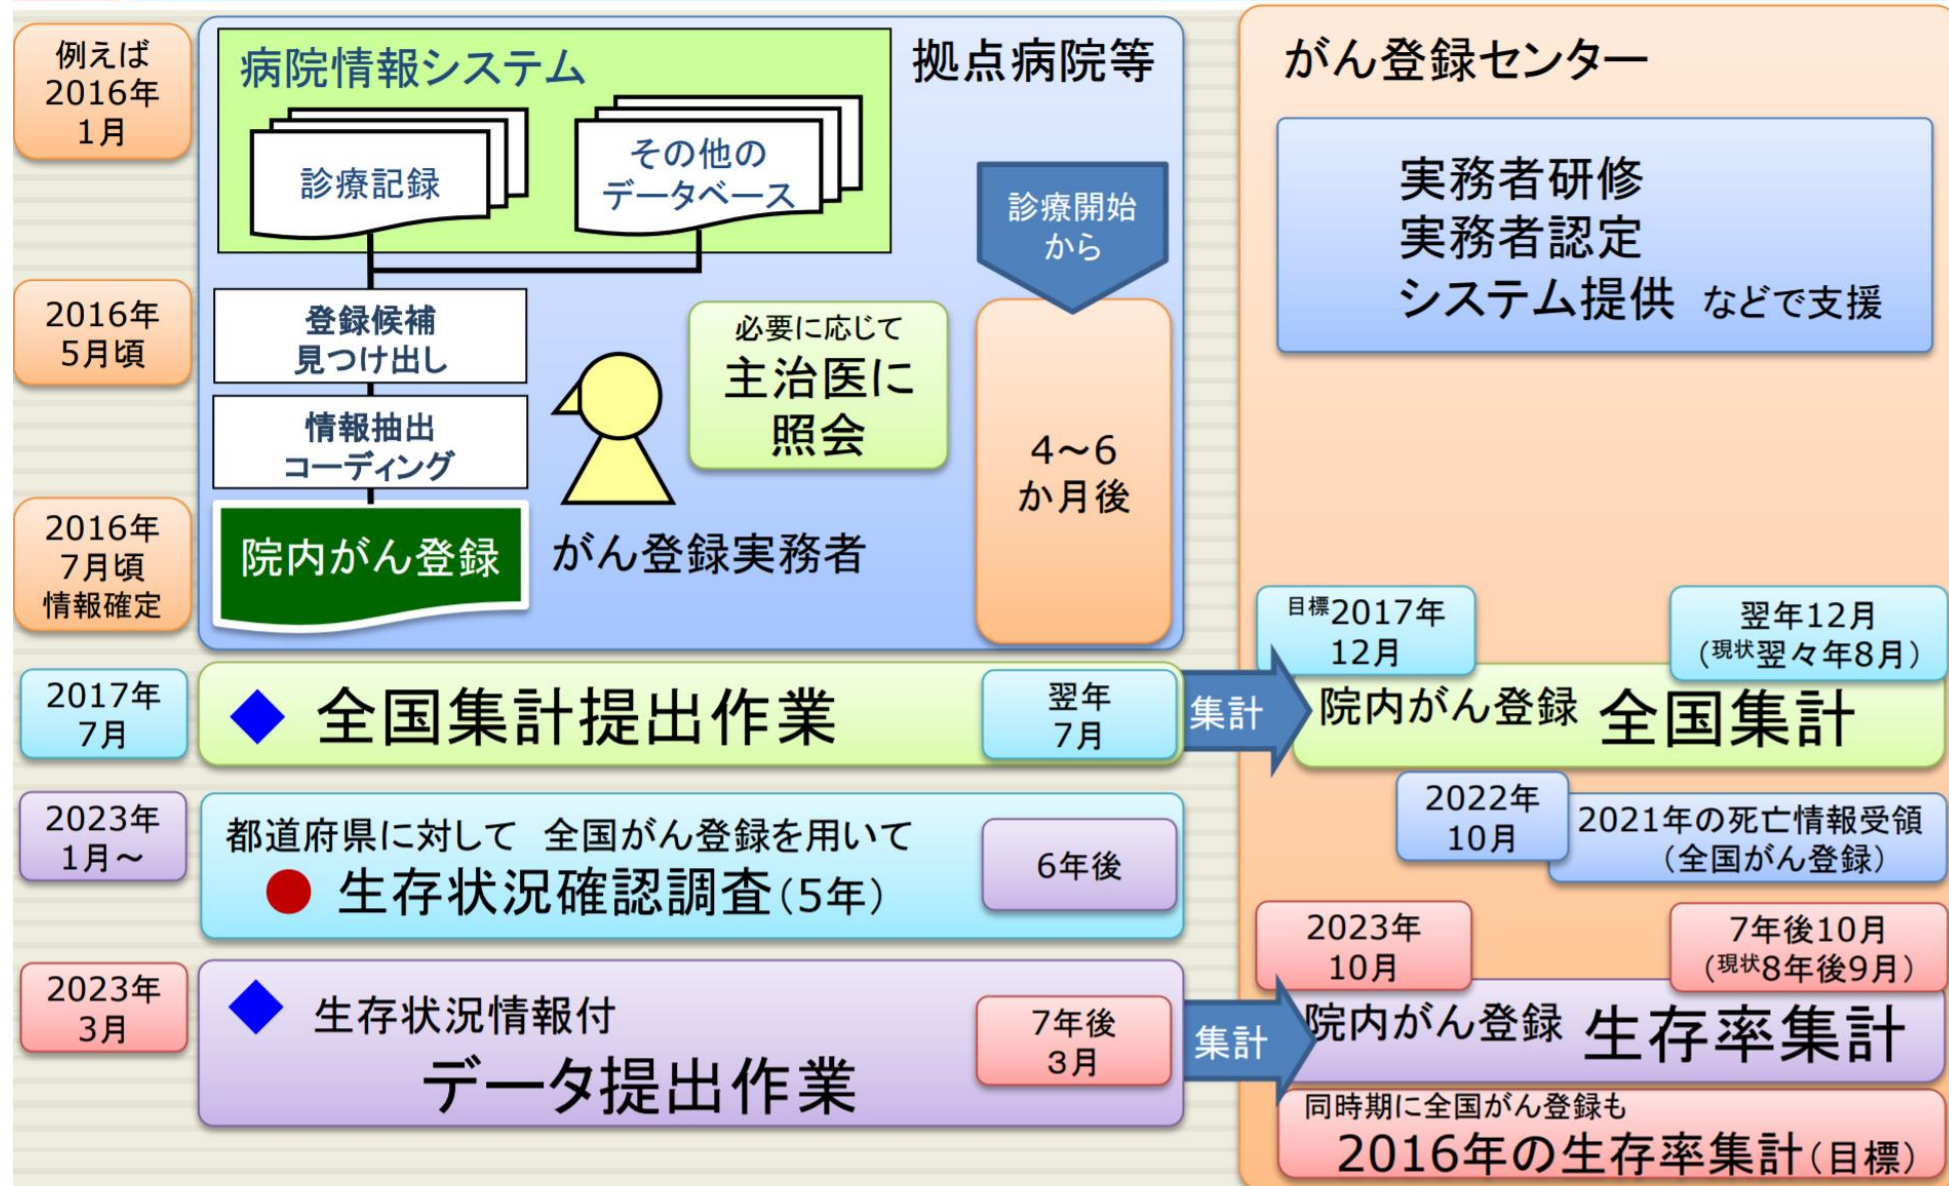 例えば
2016年
1月
病院情報システム
診療記録
その他の
データベース
拠点病院等
診療開始
から
4～6
か月後
2016年
5月頃
登録候補
見つけ出し
情報抽出
コーディング
必要に応じて
主治医に
照会
2016年
7月頃
情報確定
院内がん登録
がん登録実務者
がん登録センター
実務者研修
実務者認定
システム提供 などで支援
2017年
7月
◆ 全国集計提出作業
翌年
7月
集計
目標2017年
12月
翌年12月
（現状翌々年8月）
院内がん登録 全国集計
2023年
1月～
都道府県に対して 全国がん登録を用いて
● 生存状況確認調査（5年）
6年後
2022年
10月
2021年の死亡情報受領
（全国がん登録）
2023年
3月
◆ 生存状況情報付
データ提出作業
7年後
3月
集計
2023年
10月
7年後10月
（現状8年後9月）
院内がん登録 生存率集計
同時期に全国がん登録も
2016年の生存率集計（目標）